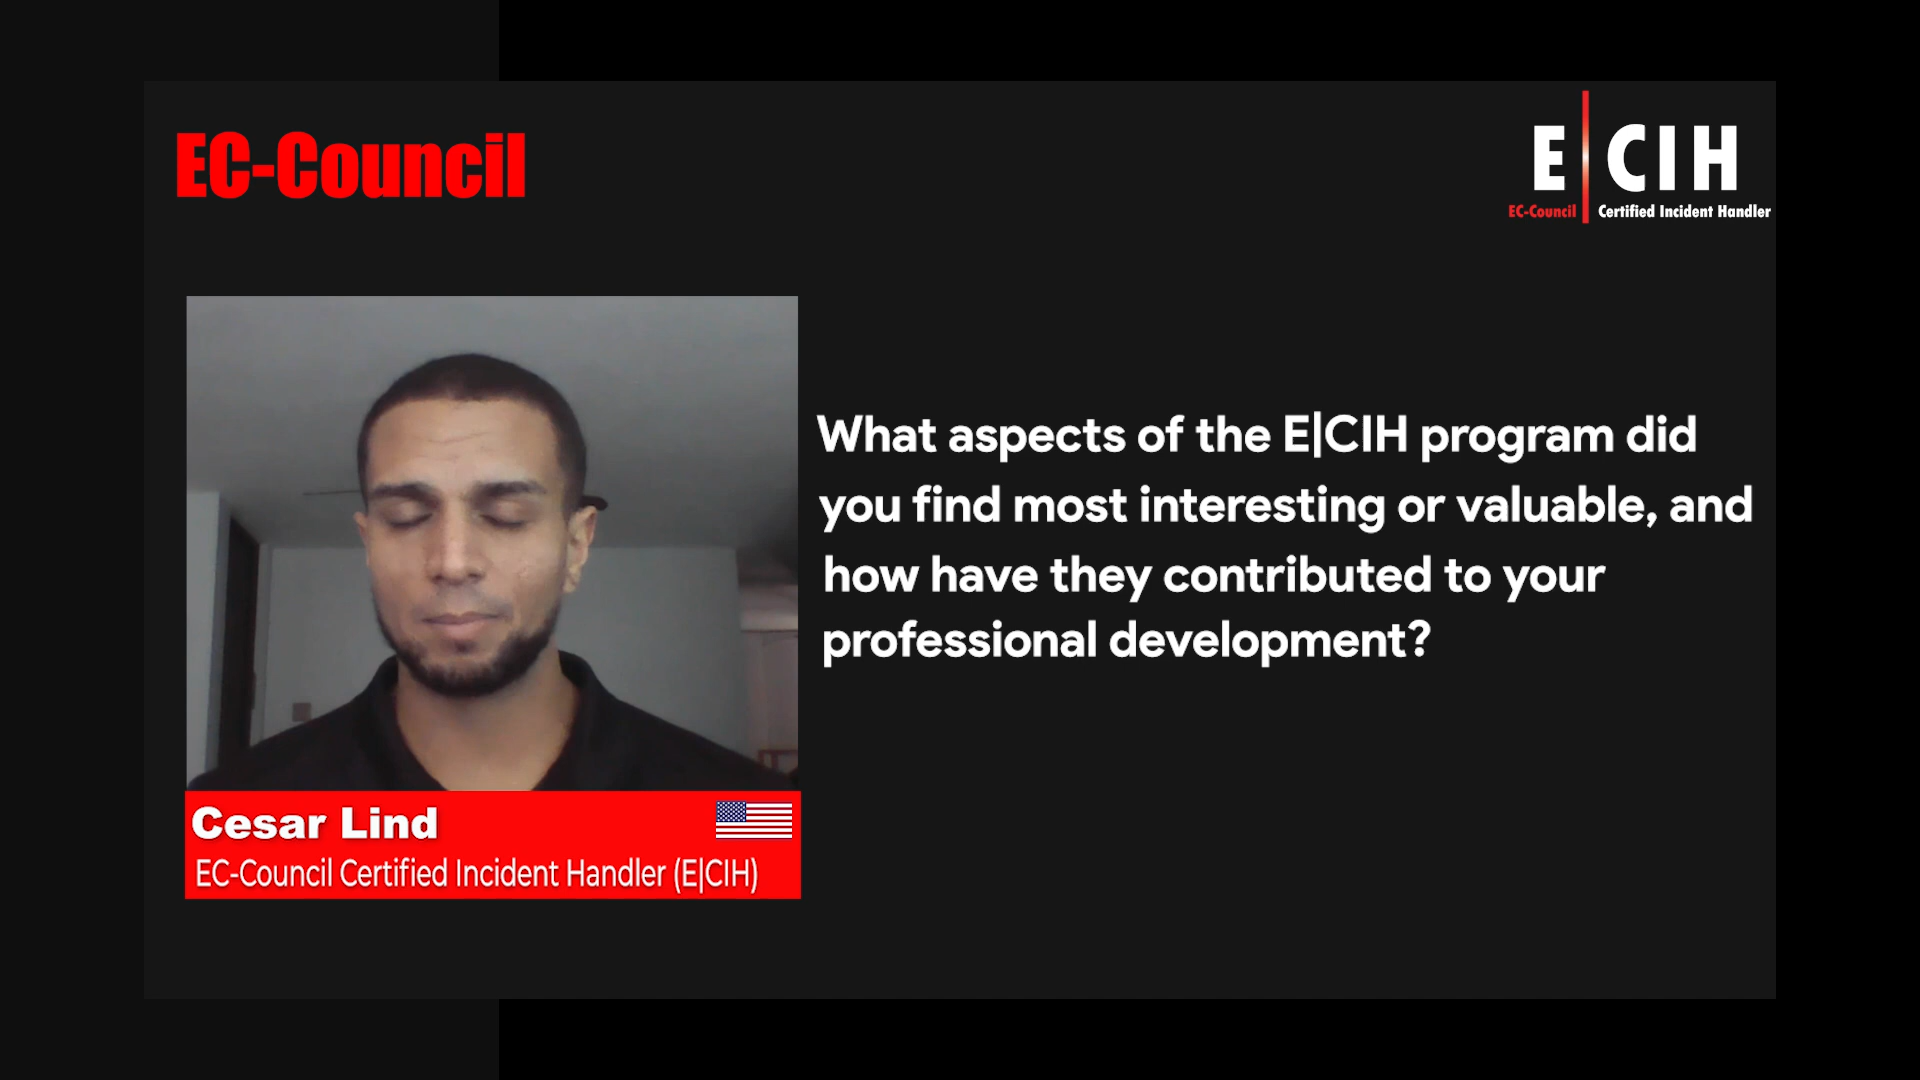 EC-Council
E|CIH
EC-Council Certified Incident Handler
What aspects of the E|CIH program did
you find most interesting or valuable, and
how have they contributed to your
professional development?
Cesar Lind
EC-Council Certified Incident Handler (E|CIH)